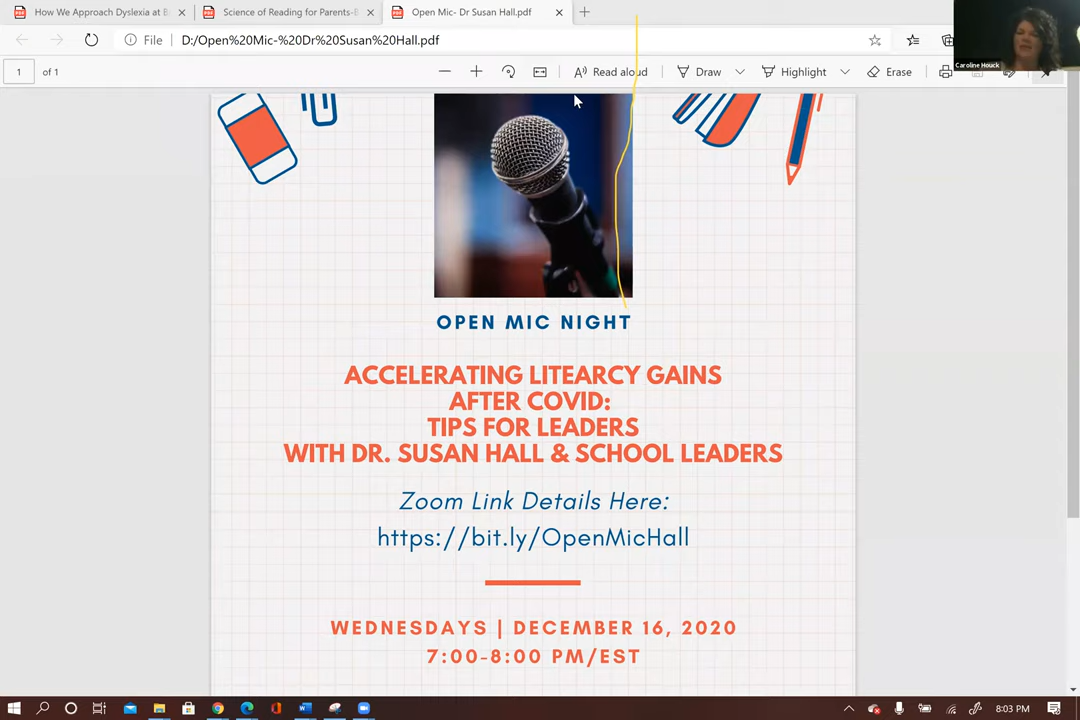 How We Approach Dyslexia at B
Science of Reading for Parents-E
Open Mic- Dr Susan Hall.pdf
File
D:/Open%20Mic-%20Dr%20Susan%20Hall.pdf
Caroline Houck
1 of 1
Read aloud
Draw
Highlight
Erase
OPEN MIC NIGHT
ACCELERATING LITEARCY GAINS
AFTER COVID:
TIPS FOR LEADERS
WITH DR. SUSAN HALL & SCHOOL LEADERS
Zoom Link Details Here:
https://bit.ly/OpenMicHall
WEDNESDAYS | DECEMBER 16, 2020
7:00-8:00 PM/EST
8:03 PM